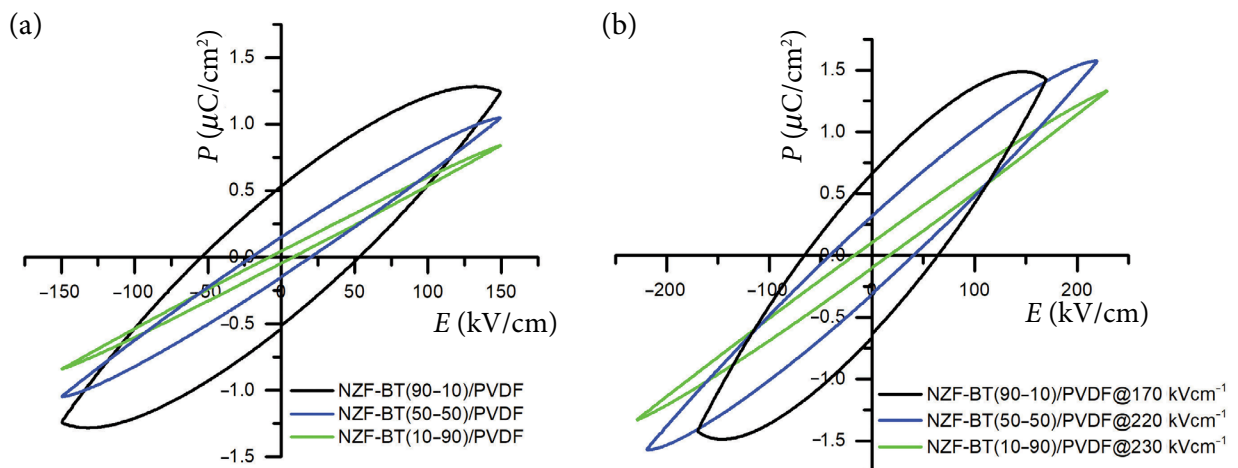 (a)
P (μC/cm²)
1.5
1.0
0.5
0.0
−150
−100
−50
0
50
100
150
−0.5
−1.0
−1.5
E (kV/cm)
NZF-BT(90–10)/PVDF
NZF-BT(50–50)/PVDF
NZF-BT(10–90)/PVDF
(b)
P (μC/cm²)
1.5
1.0
0.5
0.0
−200
−100
0
100
200
−0.5
−1.0
−1.5
E (kV/cm)
NZF-BT(90–10)/PVDF@170 kVcm⁻¹
NZF-BT(50–50)/PVDF@220 kVcm⁻¹
NZF-BT(10–90)/PVDF@230 kVcm⁻¹